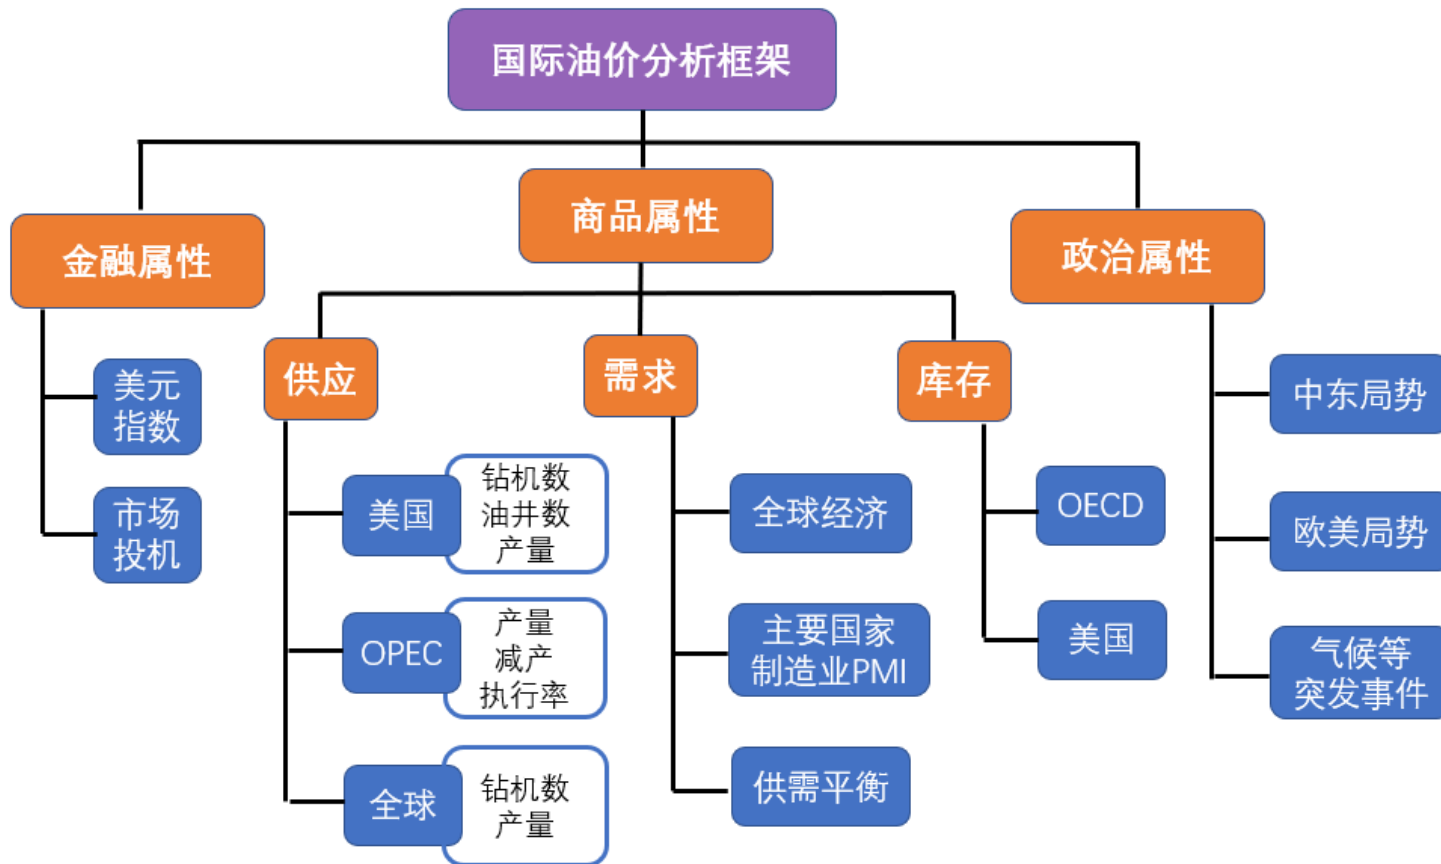 国际油价分析框架
金融属性
商品属性
政治属性
美元
指数
市场
投机
供应
需求
库存
美国
钻机数
油井数
产量
OPEC
产量
减产
执行率
全球
钻机数
产量
全球经济
主要国家
制造业PMI
供需平衡
OECD
美国
中东局势
欧美局势
气候等
突发事件